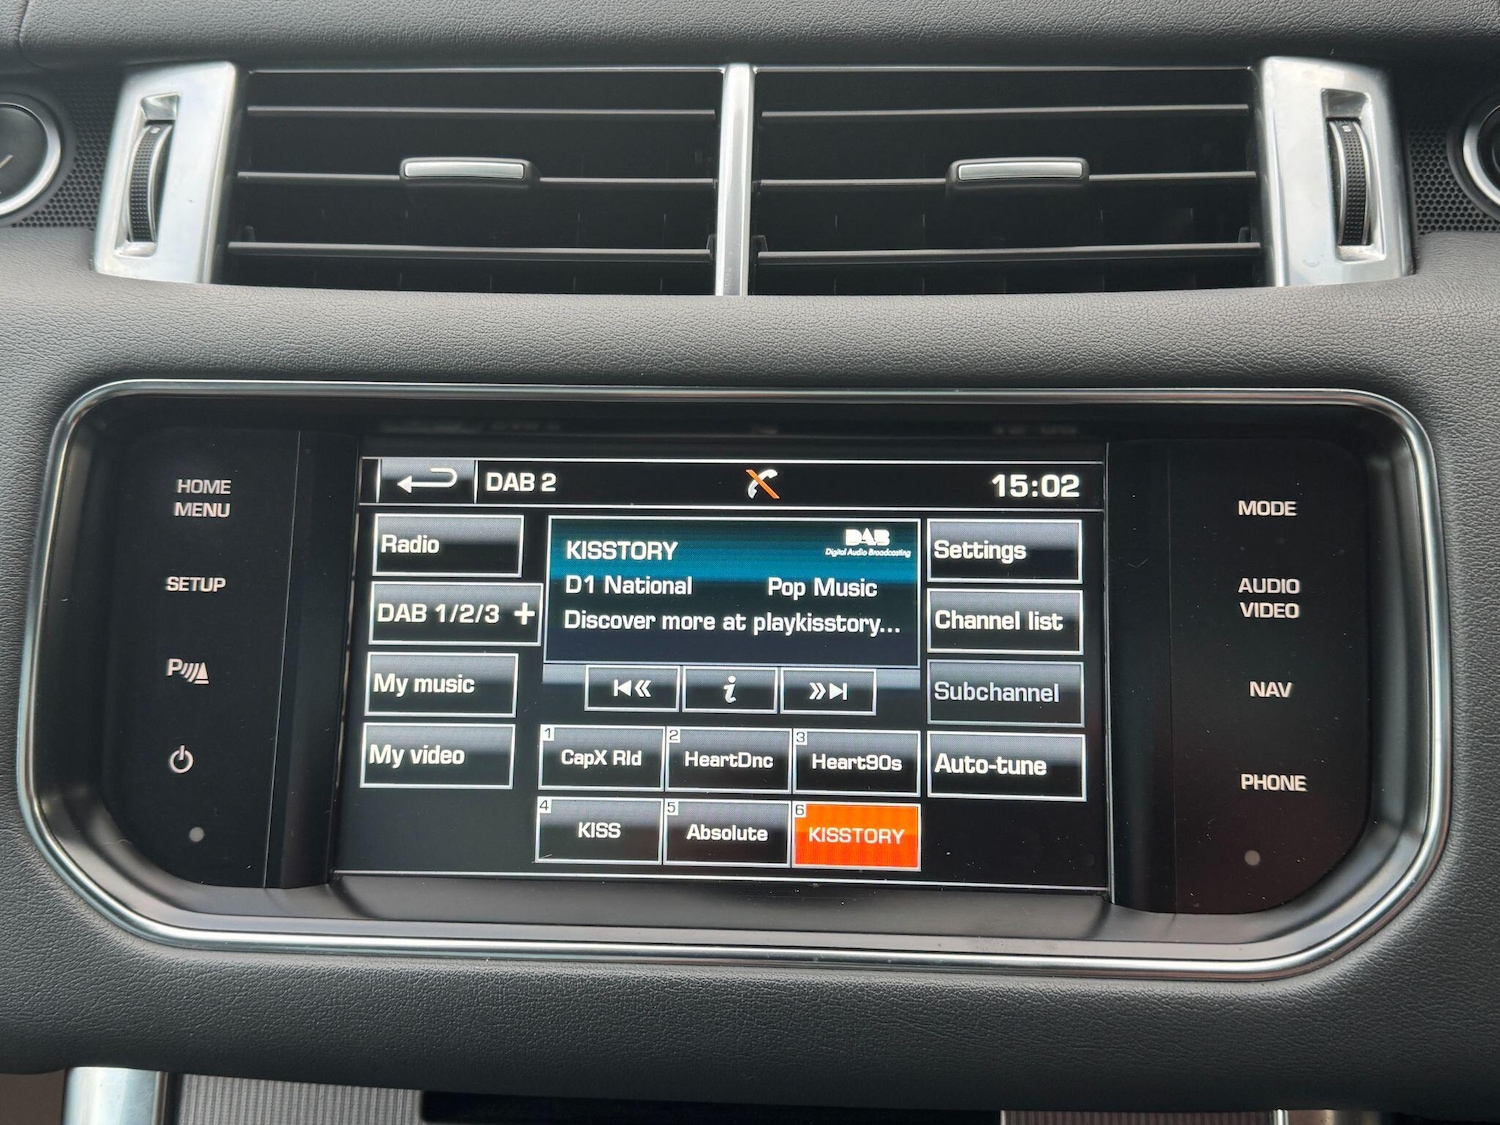 HOME
MENU
SETUP
P
DAB 2
15:02
Radio
DAB 1/2/3 +
My music
My video
KISSTORY
DAB
Digital Audio Broadcasting
D1 National Pop Music
Discover more at playkisstory...
i
1 CapX Rld
2 HeartDnc
3 Heart90s
4 KISS
5 Absolute
6 KISSTORY
Settings
Channel list
Subchannel
Auto-tune
MODE
AUDIO
VIDEO
NAV
PHONE